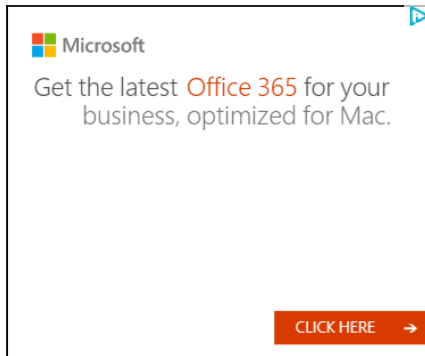 Microsoft
Get the latest Office 365 for your
business, optimized for Mac.
CLICK HERE →